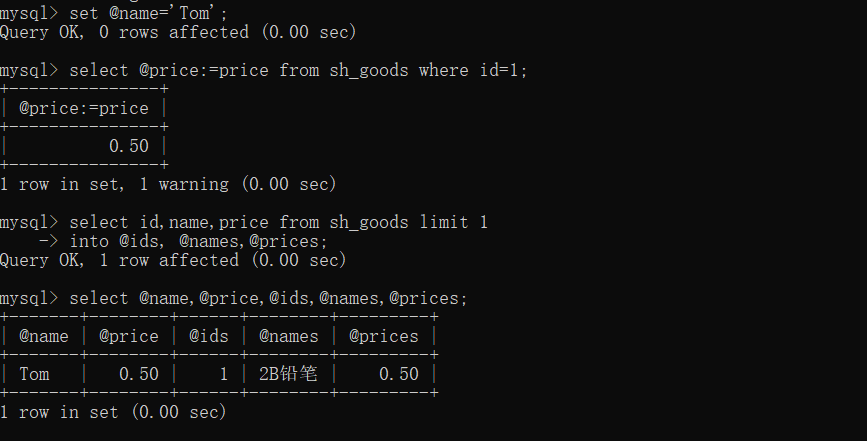 mysql> set @name='Tom';
Query OK, 0 rows affected (0.00 sec)
mysql> select @price:=price from sh_goods where id=1;
+---------------+
| @price:=price |
+---------------+
|          0.50 |
+---------------+
1 row in set, 1 warning (0.00 sec)
mysql> select id,name,price from sh_goods limit 1
    -> into @ids, @names,@prices;
Query OK, 1 row affected (0.00 sec)
mysql> select @name,@price,@ids,@names,@prices;
+-------+--------+------+--------+---------+
| @name | @price | @ids | @names | @prices |
+-------+--------+------+--------+---------+
| Tom   |   0.50 |    1 | 2B铅笔 |    0.50 |
+-------+--------+------+--------+---------+
1 row in set (0.00 sec)